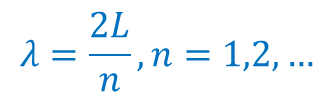 λ = 2L/n, n = 1,2, …